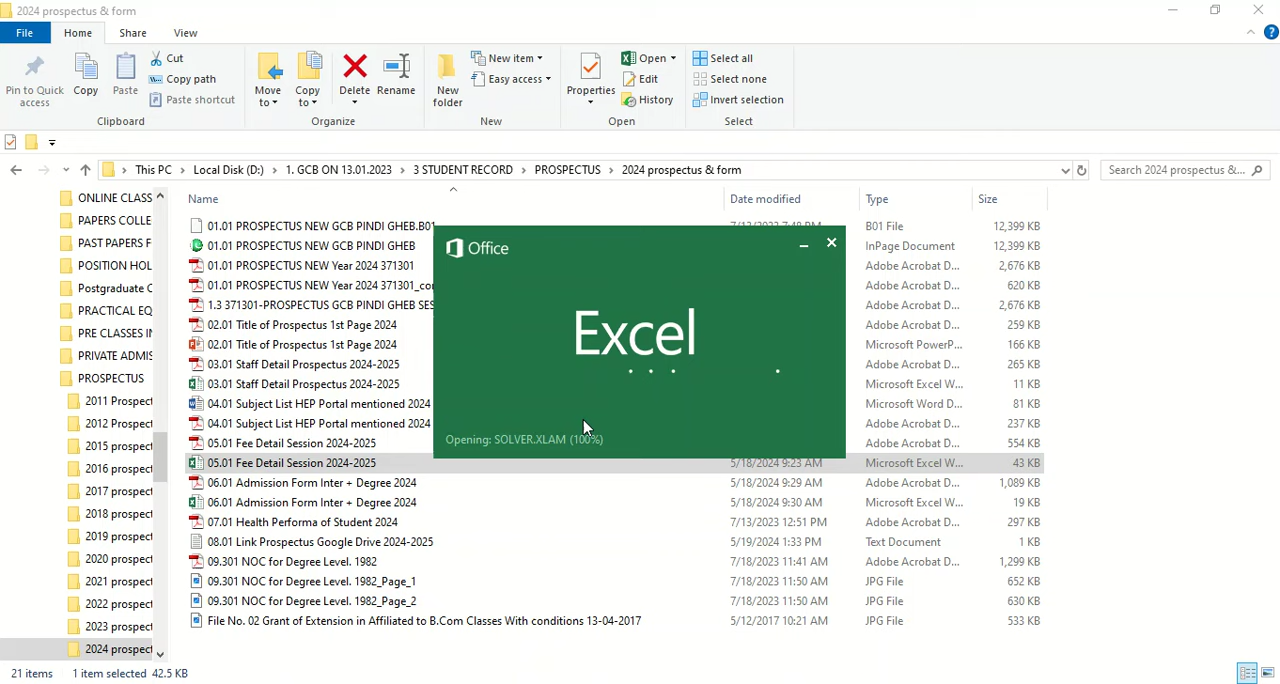 2024 prospectus & form
File Home Share View
Pin to Quick access
Copy
Paste
Cut
Copy path
Paste shortcut
Clipboard
Move to
Copy to
Delete
Rename
Organize
New folder
New item
Easy access
New
Properties
Open
Edit
History
Open
Select all
Select none
Invert selection
Select
This PC > Local Disk (D:) > 1. GCB ON 13.01.2023 > 3 STUDENT RECORD > PROSPECTUS > 2024 prospectus & form
Search 2024 prospectus &...
Name Date modified Type Size
ONLINE CLASS
PAPERS COLLE
PAST PAPERS F
POSITION HOL
Postgraduate C
PRACTICAL EQ
PRE CLASSES IN
PRIVATE ADMIS
PROSPECTUS
2011 Prospect
2012 Prospect
2015 prospect
2016 prospect
2017 prospect
2018 prospect
2019 prospect
2020 prospect
2021 prospect
2022 prospect
2023 prospect
2024 prospect
01.01 PROSPECTUS NEW GCB PINDI GHEB.B01 B01 File 12,399 KB
01.01 PROSPECTUS NEW GCB PINDI GHEB InPage Document 12,399 KB
01.01 PROSPECTUS NEW Year 2024 371301 Adobe Acrobat D... 2,676 KB
01.01 PROSPECTUS NEW Year 2024 371301_cor Adobe Acrobat D... 620 KB
1.3 371301-PROSPECTUS GCB PINDI GHEB SES Adobe Acrobat D... 2,676 KB
02.01 Title of Prospectus 1st Page 2024 Adobe Acrobat D... 259 KB
02.01 Title of Prospectus 1st Page 2024 Microsoft PowerP... 166 KB
03.01 Staff Detail Prospectus 2024-2025 Adobe Acrobat D... 265 KB
03.01 Staff Detail Prospectus 2024-2025 Microsoft Excel W... 11 KB
04.01 Subject List HEP Portal mentioned 2024 Microsoft Word D... 81 KB
04.01 Subject List HEP Portal mentioned 2024 Adobe Acrobat D... 237 KB
05.01 Fee Detail Session 2024-2025 Adobe Acrobat D... 554 KB
05.01 Fee Detail Session 2024-2025 5/18/2024 9:23 AM Microsoft Excel W... 43 KB
06.01 Admission Form Inter + Degree 2024 5/18/2024 9:29 AM Adobe Acrobat D... 1,089 KB
06.01 Admission Form Inter + Degree 2024 5/18/2024 9:30 AM Microsoft Excel W... 19 KB
07.01 Health Performa of Student 2024 7/13/2023 12:51 PM Adobe Acrobat D... 297 KB
08.01 Link Prospectus Google Drive 2024-2025 5/19/2024 1:33 PM Text Document 1 KB
09.301 NOC for Degree Level. 1982 7/18/2023 11:41 AM Adobe Acrobat D... 1,299 KB
09.301 NOC for Degree Level. 1982_Page_1 7/18/2023 11:50 AM JPG File 652 KB
09.301 NOC for Degree Level. 1982_Page_2 7/18/2023 11:50 AM JPG File 630 KB
File No. 02 Grant of Extension in Affiliated to B.Com Classes With conditions 13-04-2017 5/12/2017 10:21 AM JPG File 533 KB
Office
Excel
Opening: SOLVER.XLAM (100%)
21 items 1 item selected 42.5 KB